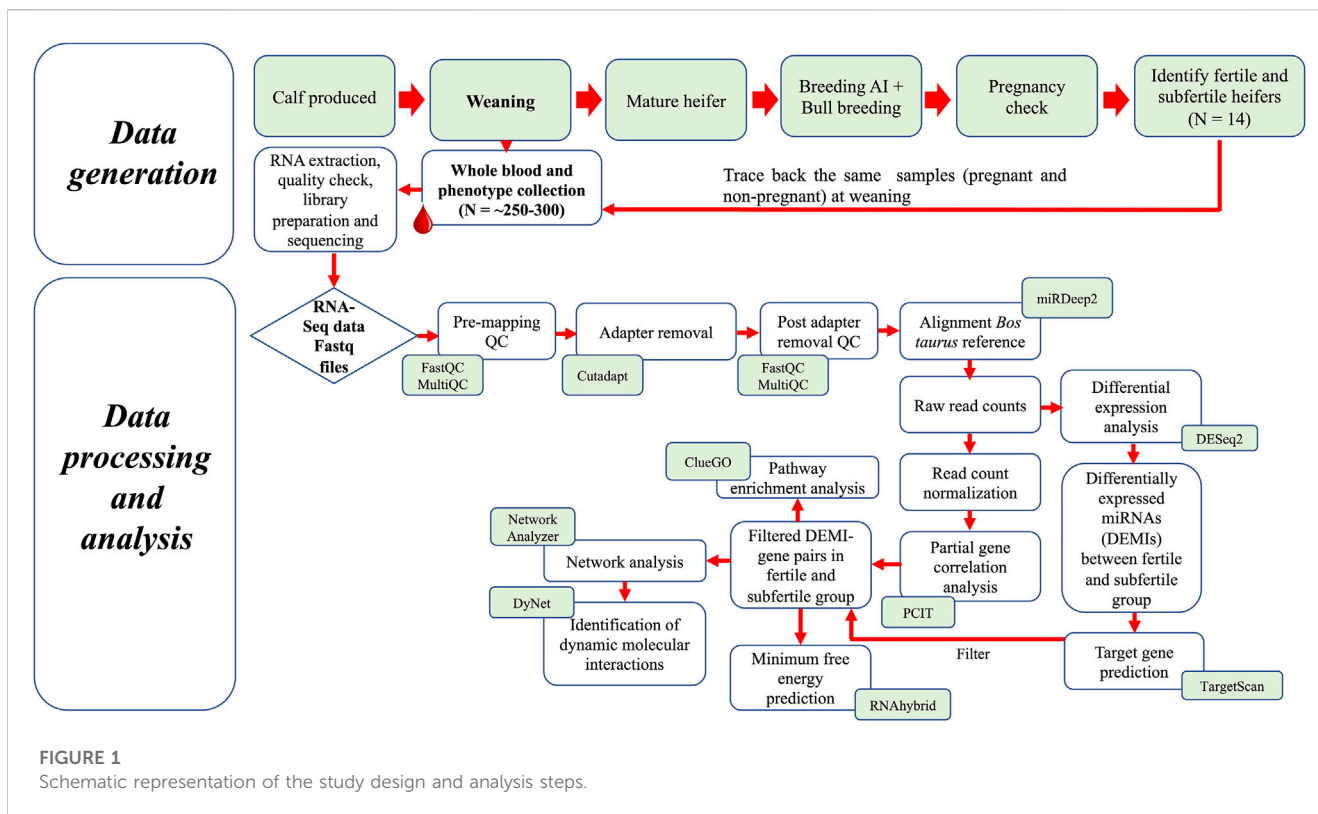 Data
generation
Calf produced
Weaning
Mature heifer
Breeding AI +
Bull breeding
Pregnancy
check
Identify fertile and
subfertile heifers
(N = 14)
RNA extraction,
quality check,
library
preparation and
sequencing
Whole blood and
phenotype collection
(N = ~250-300)
Trace back the same samples (pregnant and
non-pregnant) at weaning
Data
processing
and
analysis
RNA-
Seq data
Fastq
files
Pre-mapping
QC
FastQC
MultiQC
Adapter removal
Cutadapt
Post adapter
removal QC
FastQC
MultiQC
miRDeep2
Alignment Bos
taurus reference
Raw read counts
Differential
expression
analysis
DESeq2
ClueGO
Pathway
enrichment analysis
Read count
normalization
Differentially
expressed
miRNAs
(DEMIs)
between fertile
and subfertile
group
Network
Analyzer
Network analysis
Filtered DEMI-
gene pairs in
fertile and
subfertile group
Partial gene
correlation
analysis
PCIT
DyNet
Identification of
dynamic molecular
interactions
Minimum free
energy
prediction
RNAhybrid
Filter
Target gene
prediction
TargetScan
FIGURE 1
Schematic representation of the study design and analysis steps.